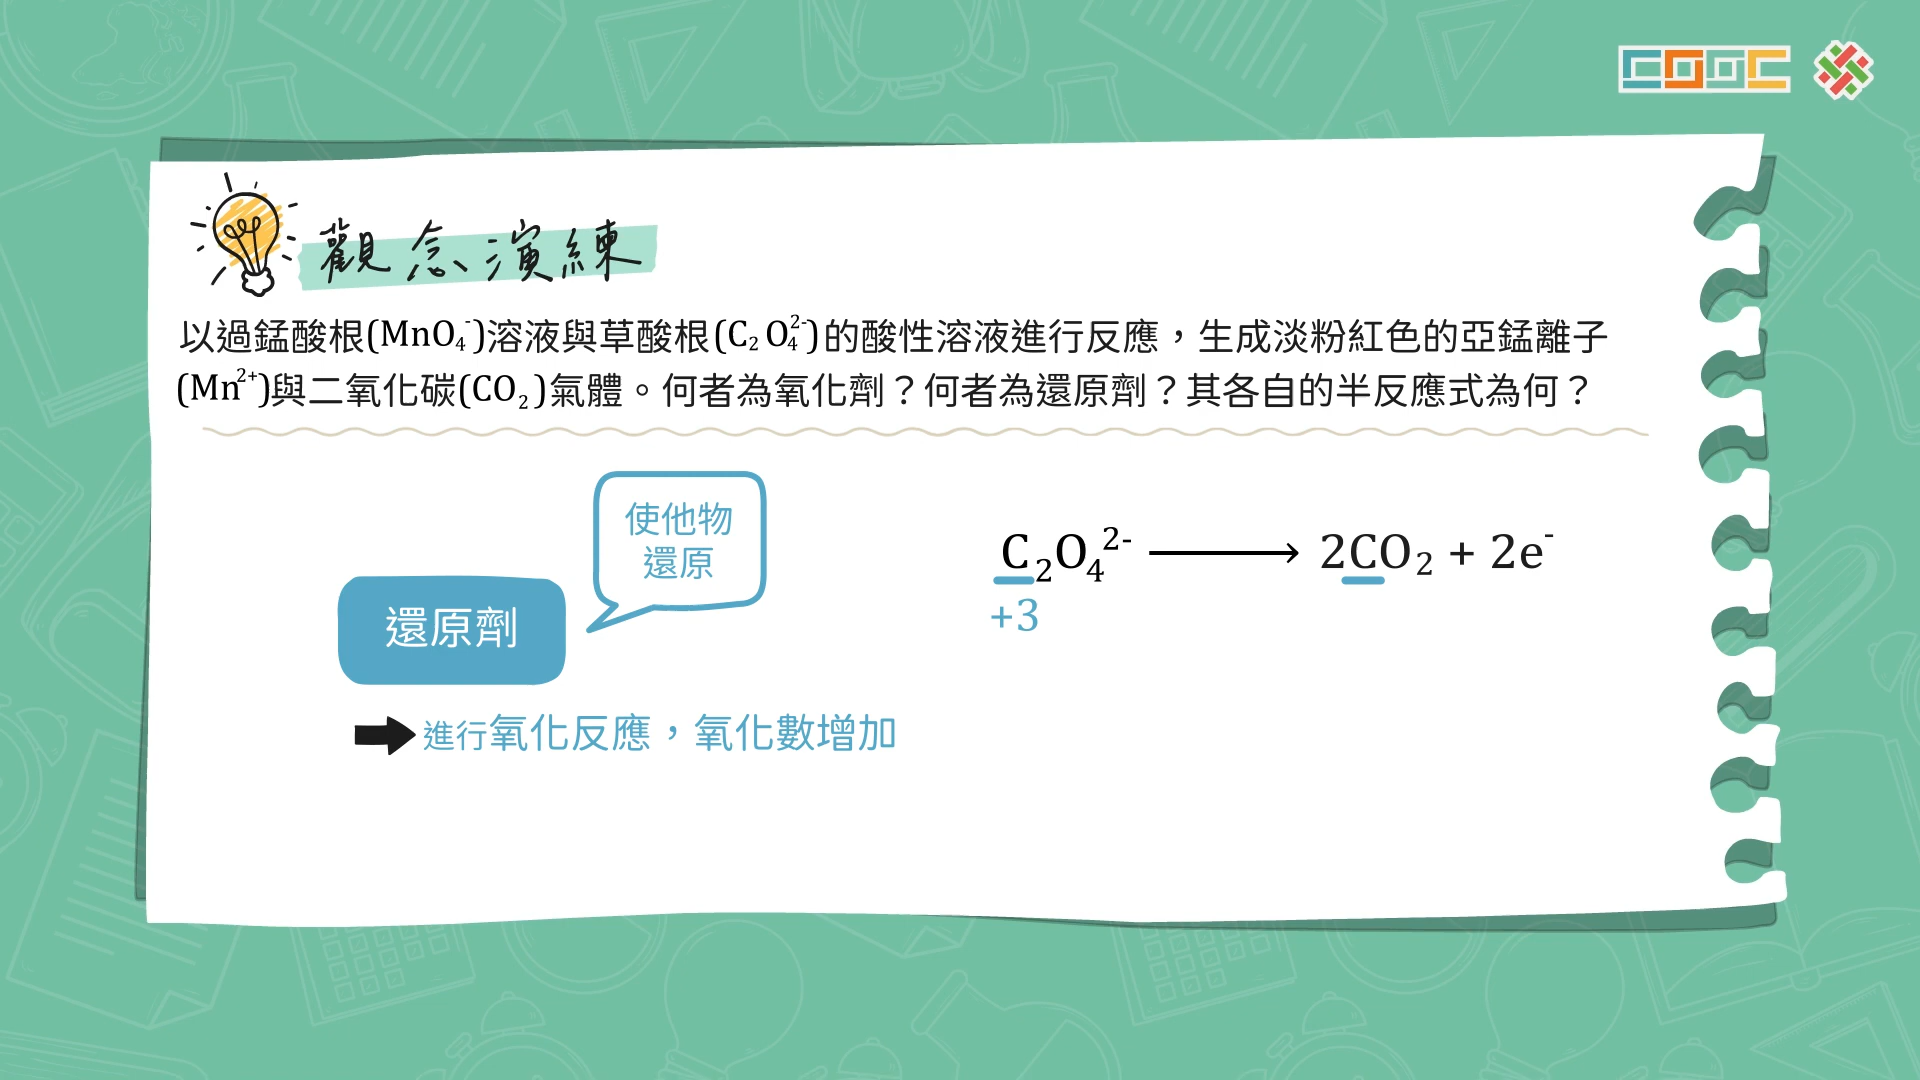 COOC
觀念演練
以過錳酸根(MnO₄⁻)溶液與草酸根(C₂O₄²⁻)的酸性溶液進行反應，生成淡粉紅色的亞錳離子
(Mn²⁺)與二氧化碳(CO₂)氣體。何者為氧化劑？何者為還原劑？其各自的半反應式為何？
使他物
還原
還原劑
C₂O₄²⁻ ⟶ 2CO₂ + 2e⁻
+3
進行氧化反應，氧化數增加